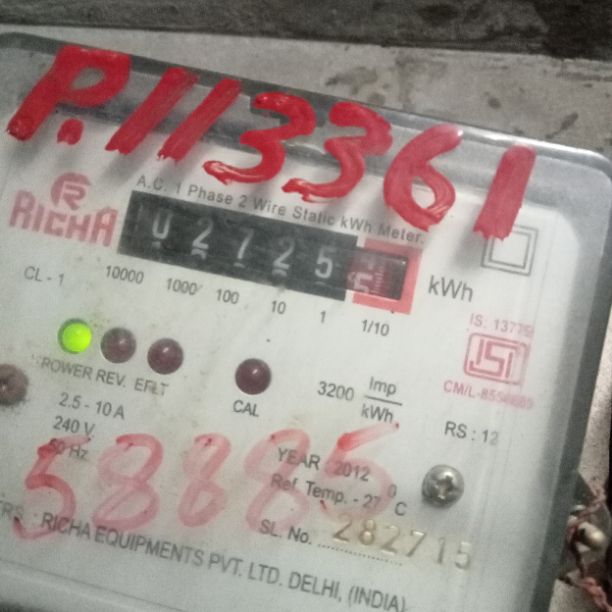 P.113361
RICHA
A.C. 1 Phase 2 Wire Static kWh Meter.
02725
kWh
CL - 1
10000 1000 100 10 1 1/10
IS: 13779
ISI
POWER REV. EFLT
CAL
3200 Imp/kWh
2.5 - 10 A
RS : 12
240 V
50 Hz
YEAR : 2012
Ref. Temp. - 27 °C
SL. No. 282715
RICHA EQUIPMENTS PVT. LTD. DELHI, (INDIA)